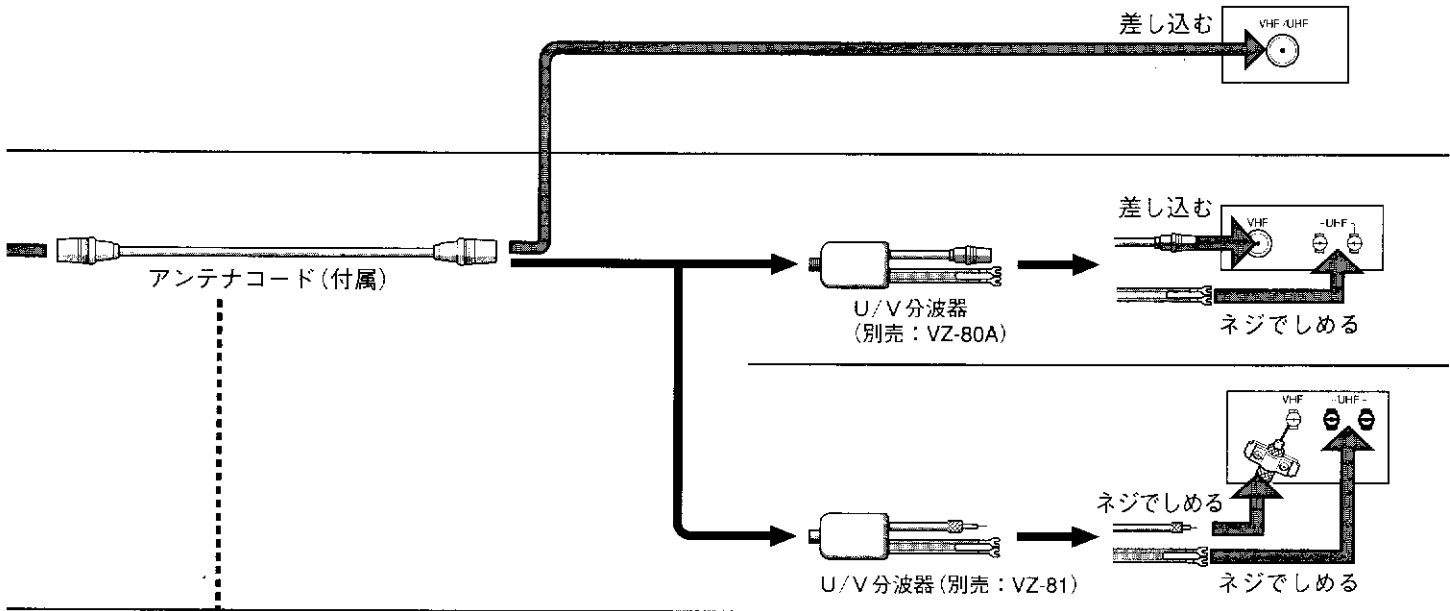 差し込む
VHF/UHF
差し込む
VHF
UHF
アンテナコード(付属)
U/V分波器
(別売:VZ-80A)
ネジでしめる
VHF
UHF
ネジでしめる
U/V分波器(別売:VZ-81)
ネジでしめる